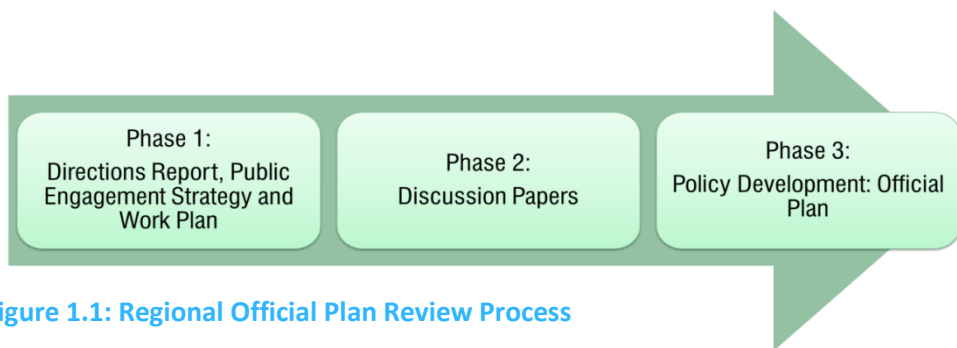 Phase 1:
Directions Report, Public
Engagement Strategy and
Work Plan
Phase 2:
Discussion Papers
Phase 3:
Policy Development: Official
Plan
igure 1.1: Regional Official Plan Review Process